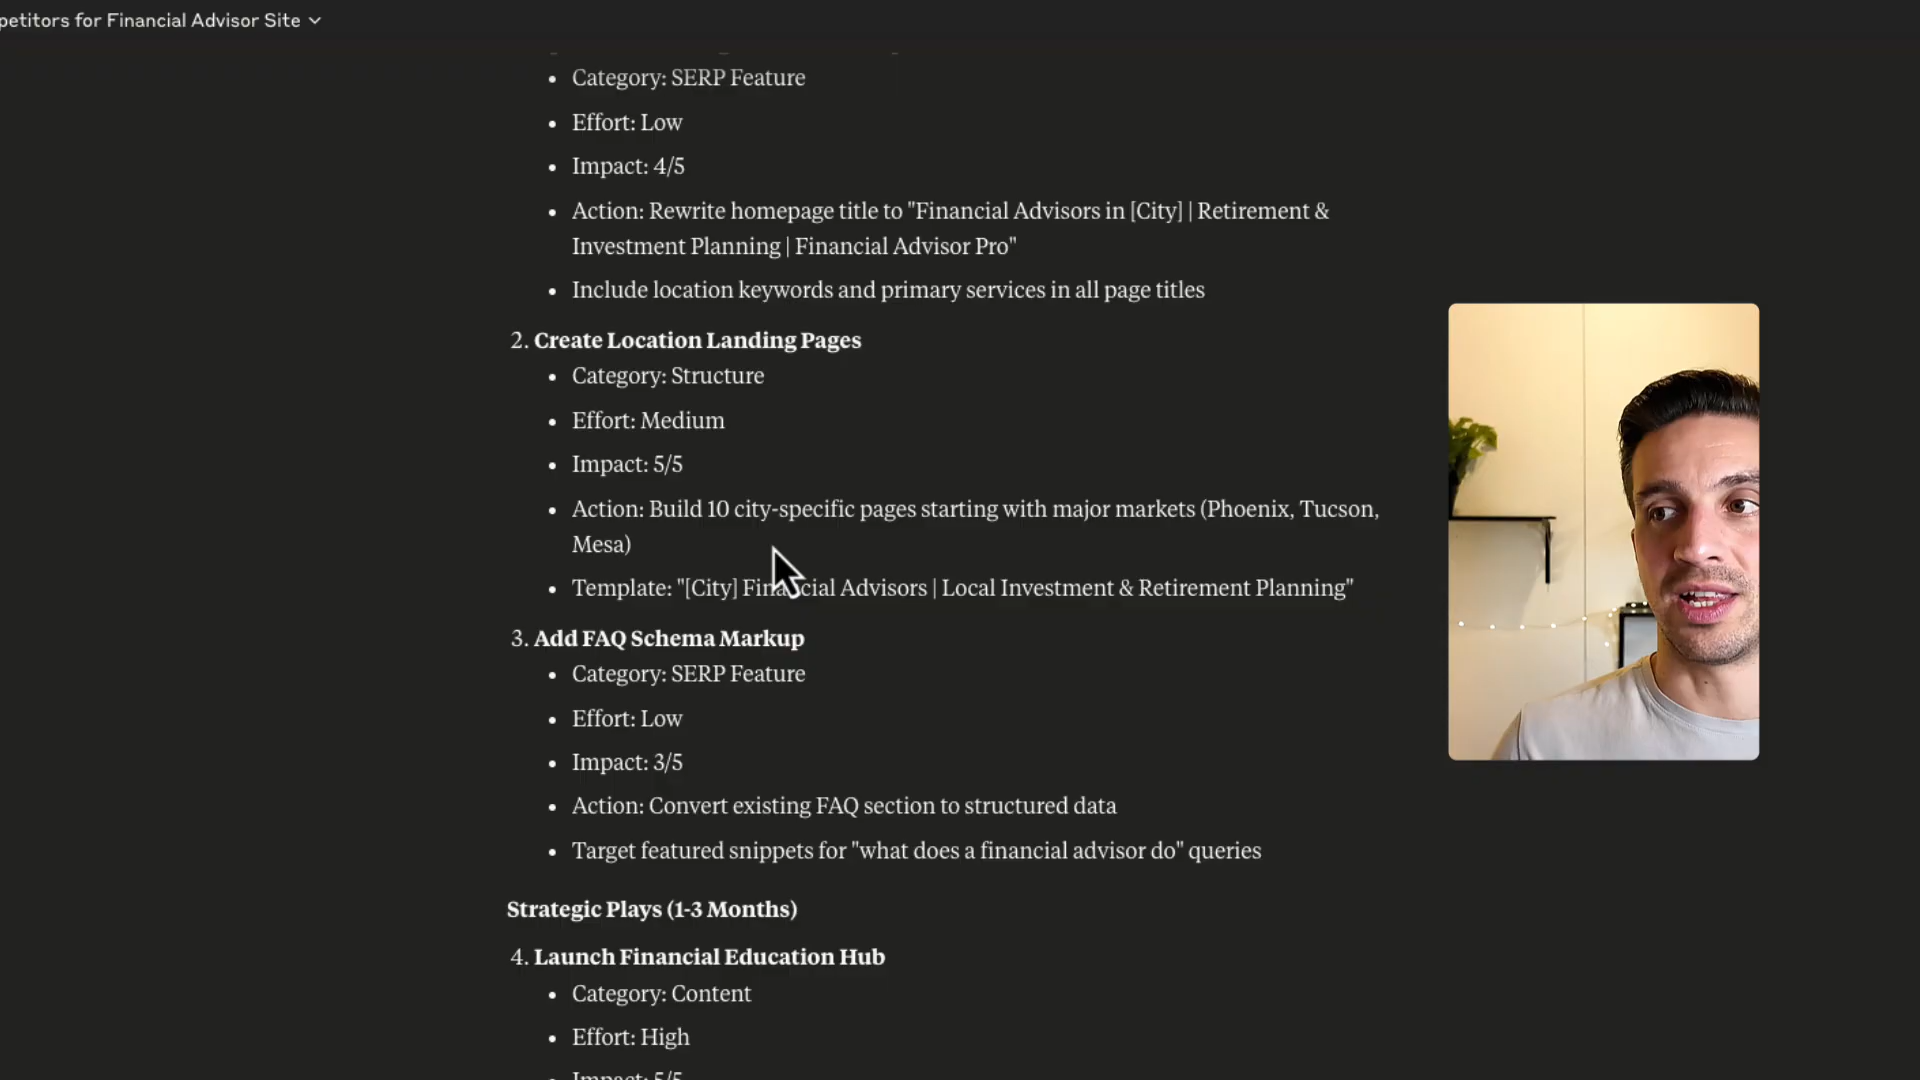 petitors for Financial Advisor Site
• Category: SERP Feature
• Effort: Low
• Impact: 4/5
• Action: Rewrite homepage title to "Financial Advisors in [City] | Retirement &
Investment Planning | Financial Advisor Pro"
• Include location keywords and primary services in all page titles
2. Create Location Landing Pages
• Category: Structure
• Effort: Medium
• Impact: 5/5
• Action: Build 10 city-specific pages starting with major markets (Phoenix, Tucson,
Mesa)
• Template: "[City] Financial Advisors | Local Investment & Retirement Planning"
3. Add FAQ Schema Markup
• Category: SERP Feature
• Effort: Low
• Impact: 3/5
• Action: Convert existing FAQ section to structured data
• Target featured snippets for "what does a financial advisor do" queries
Strategic Plays (1-3 Months)
4. Launch Financial Education Hub
• Category: Content
• Effort: High
Impact: 5/5